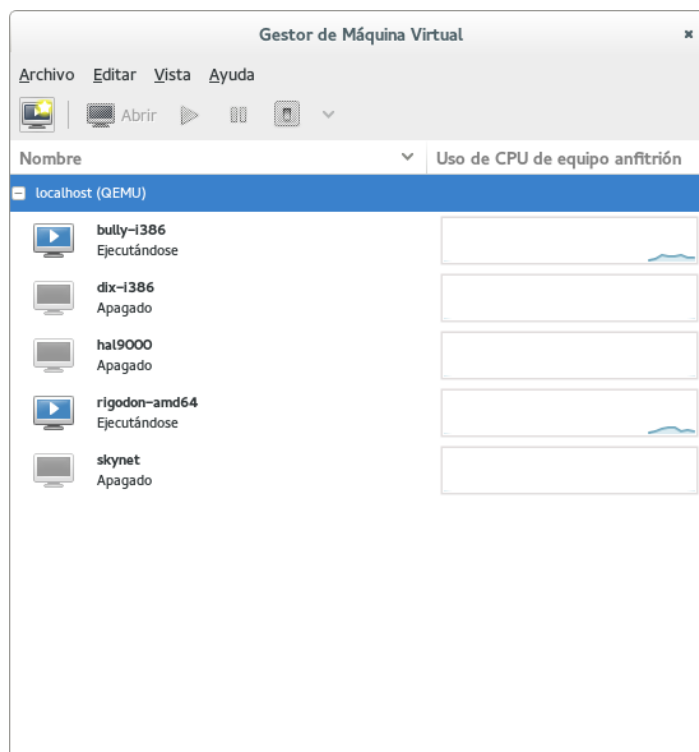 Gestor de Máquina Virtual
Archivo Editar Vista Ayuda
Abrir
Nombre Uso de CPU de equipo anfitrión
localhost (QEMU)
bully-i386
Ejecutándose
dix-i386
Apagado
hal9000
Apagado
rigodon-amd64
Ejecutándose
skynet
Apagado